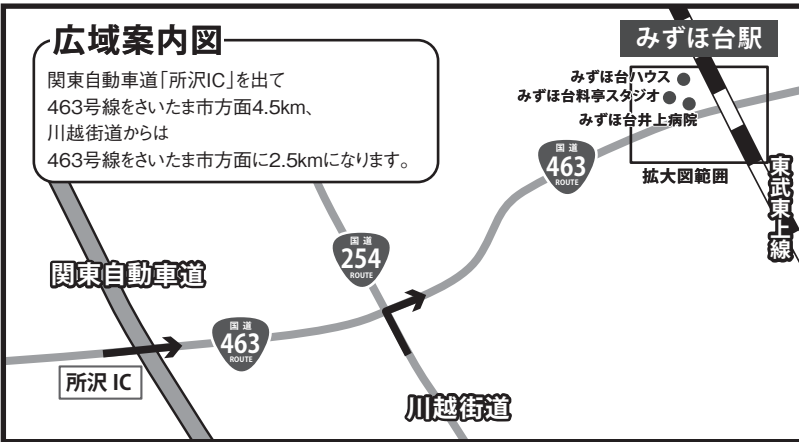 広域案内図
関東自動車道「所沢IC」を出て
463号線をさいたま市方面4.5km、
川越街道からは
463号線をさいたま市方面に2.5kmになります。
みずほ台駅
みずほ台ハウス
みずほ台料亭スタジオ
みずほ台井上病院
拡大図範囲
東武東上線
国道
463
ROUTE
国道
254
ROUTE
関東自動車道
国道
463
ROUTE
所沢 IC
川越街道